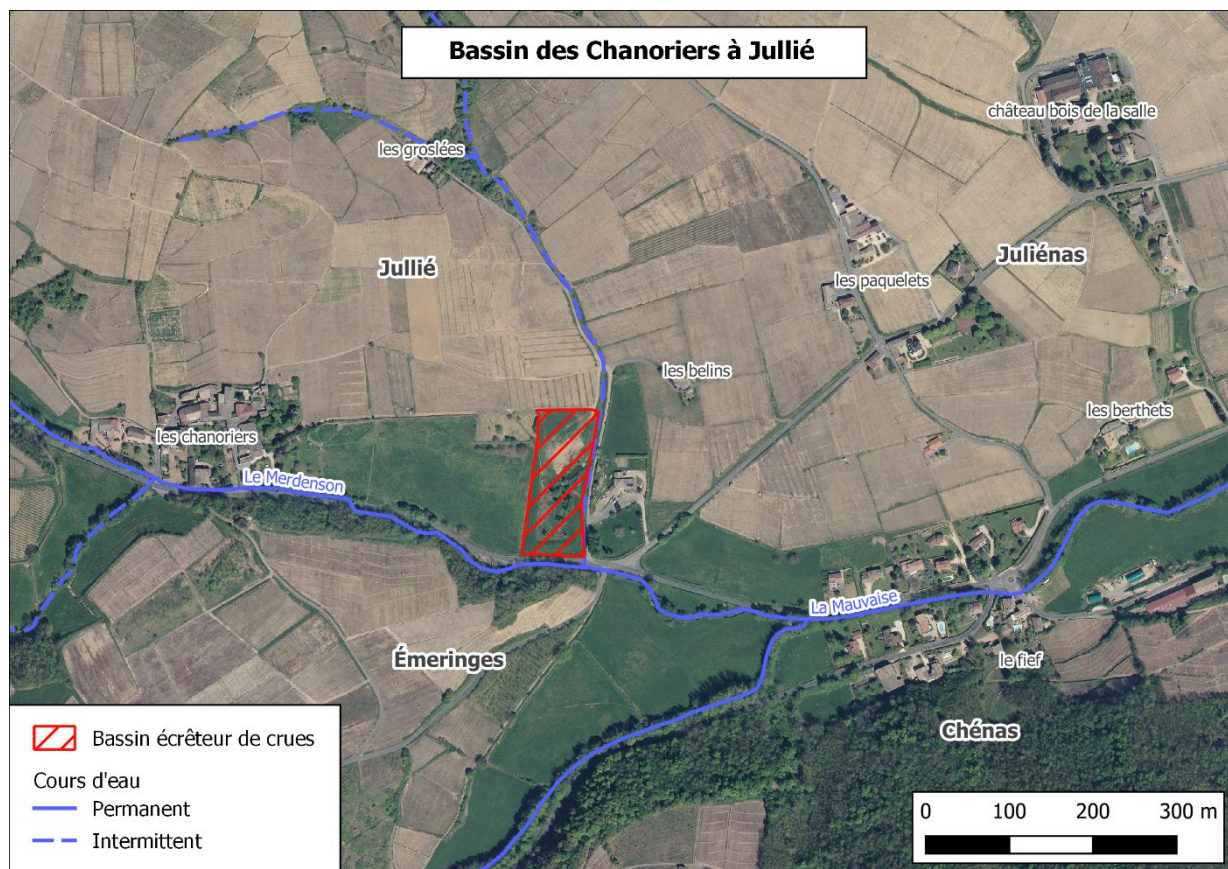 Bassin des Chanoriers à Jullié
château bois de la salle
les groslées
Jullié
Juliénas
les paquelets
les belins
les berthets
les chanoriers
Le Merdenson
La Mauvaise
Émeringes
le fief
Chénas
Bassin écrêteur de crues
Cours d'eau
Permanent
Intermittent
0 100 200 300 m